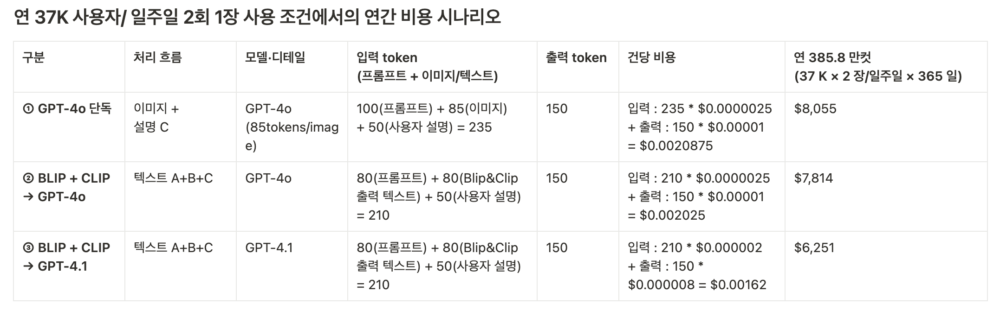 연 37K 사용자/ 일주일 2회 1장 사용 조건에서의 연간 비용 시나리오
구분
처리 흐름
모델·디테일
입력 token
(프롬프트 + 이미지/텍스트)
출력 token
건당 비용
연 385.8 만컷
(37 K × 2 장/일주일 × 365 일)
① GPT-4o 단독
이미지 +
설명 C
GPT-4o
(85tokens/imag
e)
100(프롬프트) + 85(이미지)
+ 50(사용자 설명) = 235
150
입력 : 235 * $0.0000025
+ 출력 : 150 * $0.00001
= $0.0020875
$8,055
② BLIP + CLIP
→ GPT-4o
텍스트 A+B+C
GPT-4o
80(프롬프트) + 80(Blip&Clip
출력 텍스트) + 50(사용자 설명)
= 210
150
입력 : 210 * $0.0000025
+ 출력 : 150 * $0.00001
= $0.002025
$7,814
③ BLIP + CLIP
→ GPT-4.1
텍스트 A+B+C
GPT-4.1
80(프롬프트) + 80(Blip&Clip
출력 텍스트) + 50(사용자 설명)
= 210
150
입력 : 210 * $0.000002
+ 출력 : 150 *
$0.000008 = $0.00162
$6,251